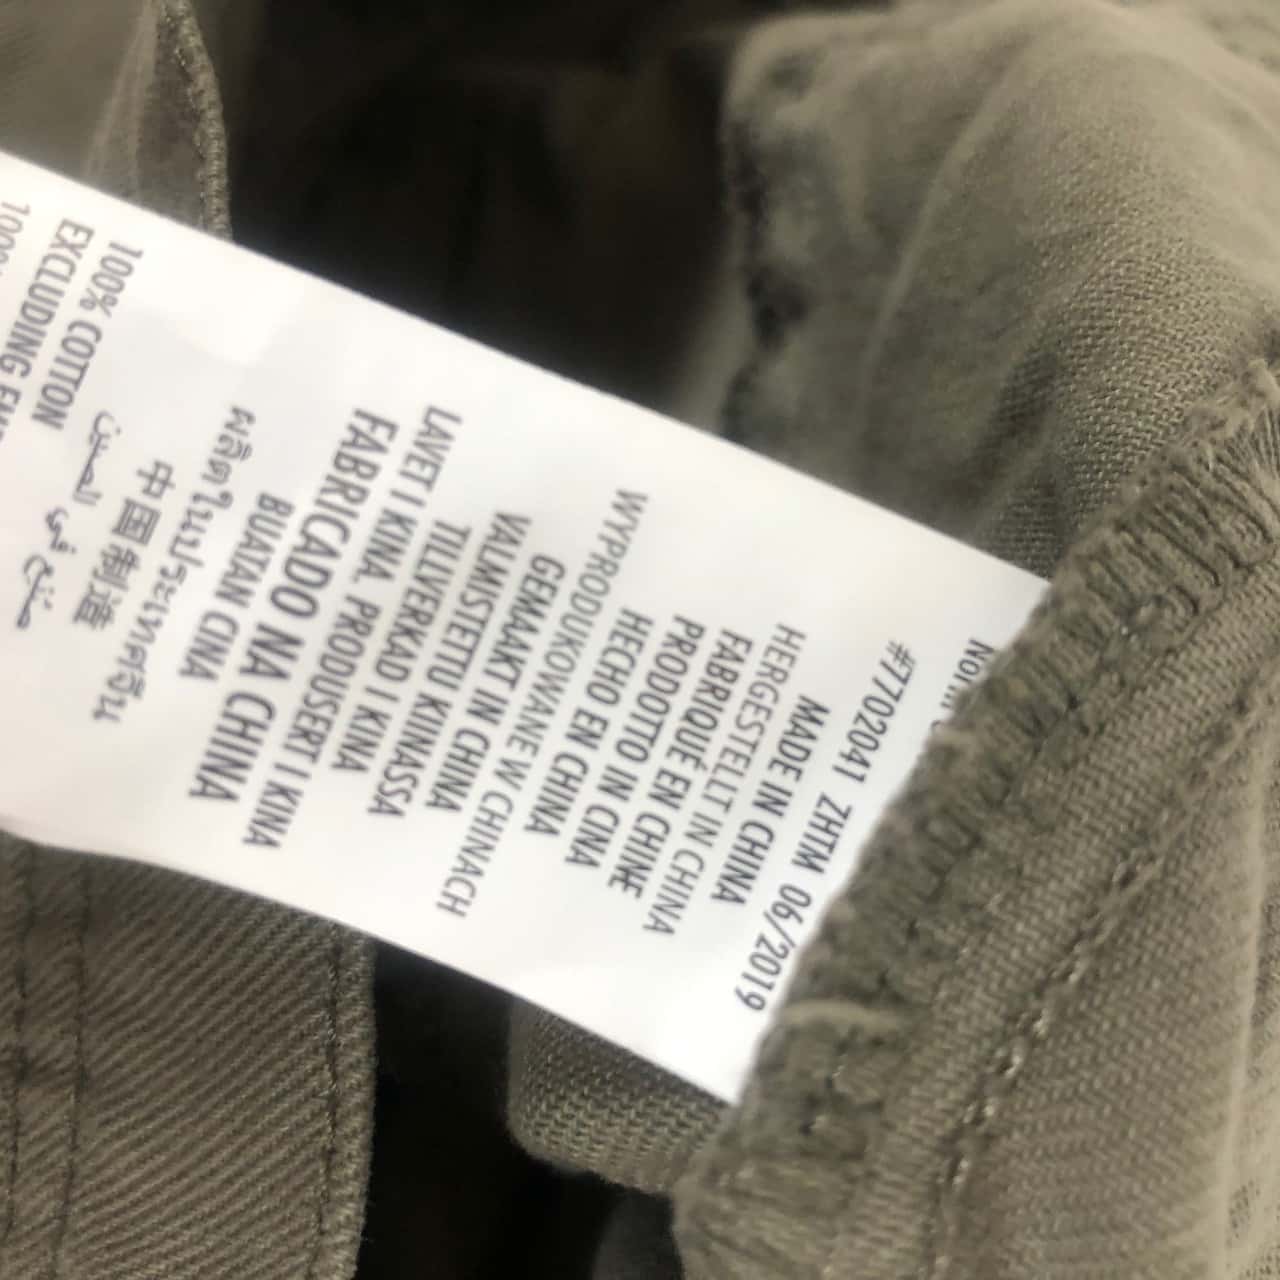 #7702041 ZHTM 06/2019
MADE IN CHINA
HERGESTELLT IN CHINA
FABRIQUÉ EN CHINE
PRODOTTO IN CINA
HECHO EN CHINA
WYPRODUKOWANE W CHINACH
GEMAAKT IN CHINA
VALMISTETTU KIINASSA
TILLVERKAD I KINA
LAVET I KINA. PRODUSERT I KINA
FABRICADO NA CHINA
BUATAN CINA
ผลิตในประเทศจีน
中国制造
صنع في الصين
100% COTTON
EXCLUDING
100%